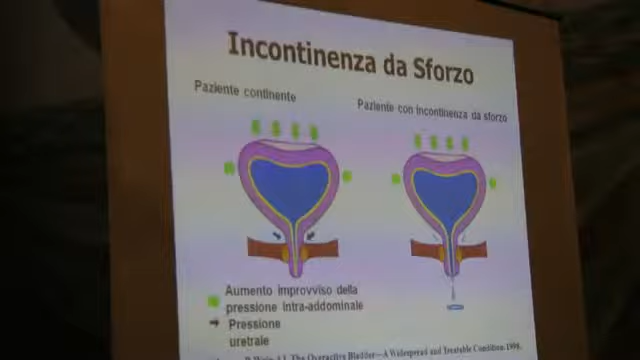 Incontinenza da Sforzo
Paziente continente
Paziente con incontinenza da sforzo
Aumento improvviso della
pressione intra-addominale
Pressione
uretrale
The Overactive Bladder—A Widespread and Treatable Condition. 1998.